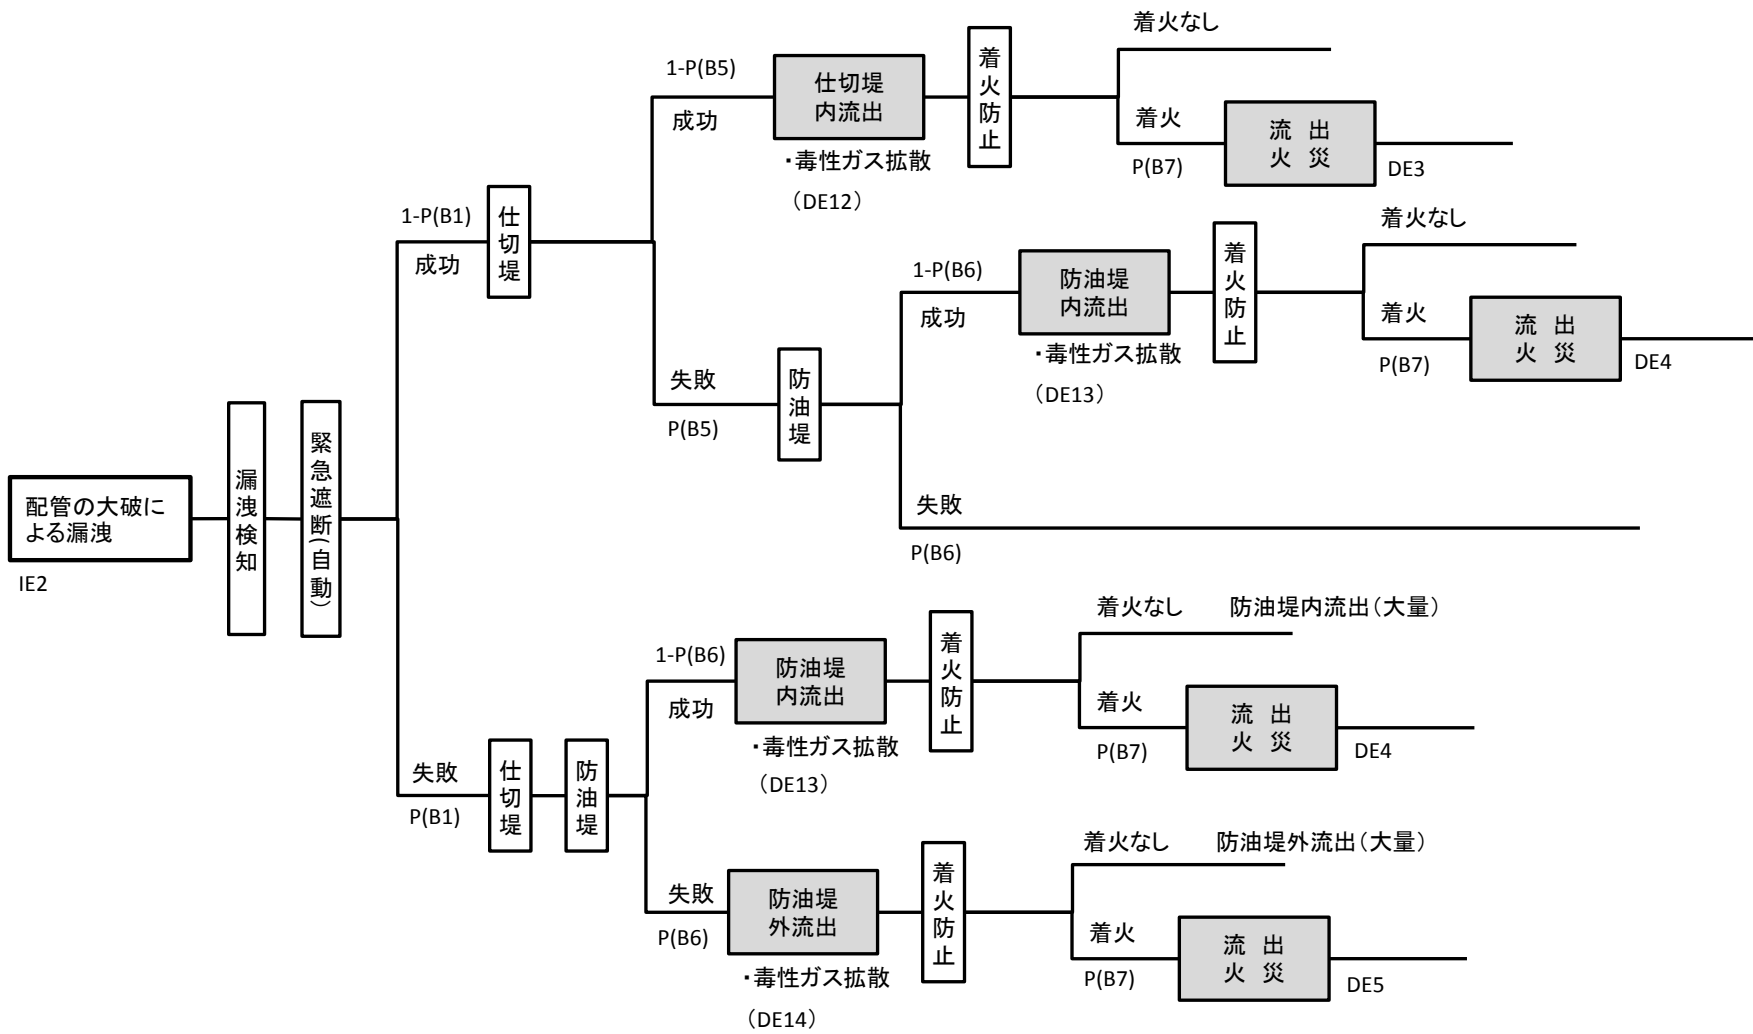 配管の大破に
よる漏洩
IE2
漏洩検知
緊急遮断(自動)
1-P(B1)
成功
仕切堤
1-P(B5)
成功
仕切堤
内流出
・毒性ガス拡散
（DE12）
着火防止
着火なし
着火
P(B7)
流 出
火 災
DE3
失敗
P(B5)
防油堤
1-P(B6)
成功
防油堤
内流出
・毒性ガス拡散
（DE13）
着火防止
着火なし
着火
P(B7)
流 出
火 災
DE4
失敗
P(B6)
失敗
P(B1)
仕切堤
防油堤
1-P(B6)
成功
防油堤
内流出
・毒性ガス拡散
（DE13）
着火防止
着火なし 防油堤内流出（大量）
着火
P(B7)
流 出
火 災
DE4
失敗
P(B6)
防油堤
外流出
・毒性ガス拡散
（DE14）
着火防止
着火なし 防油堤外流出（大量）
着火
P(B7)
流 出
火 災
DE5